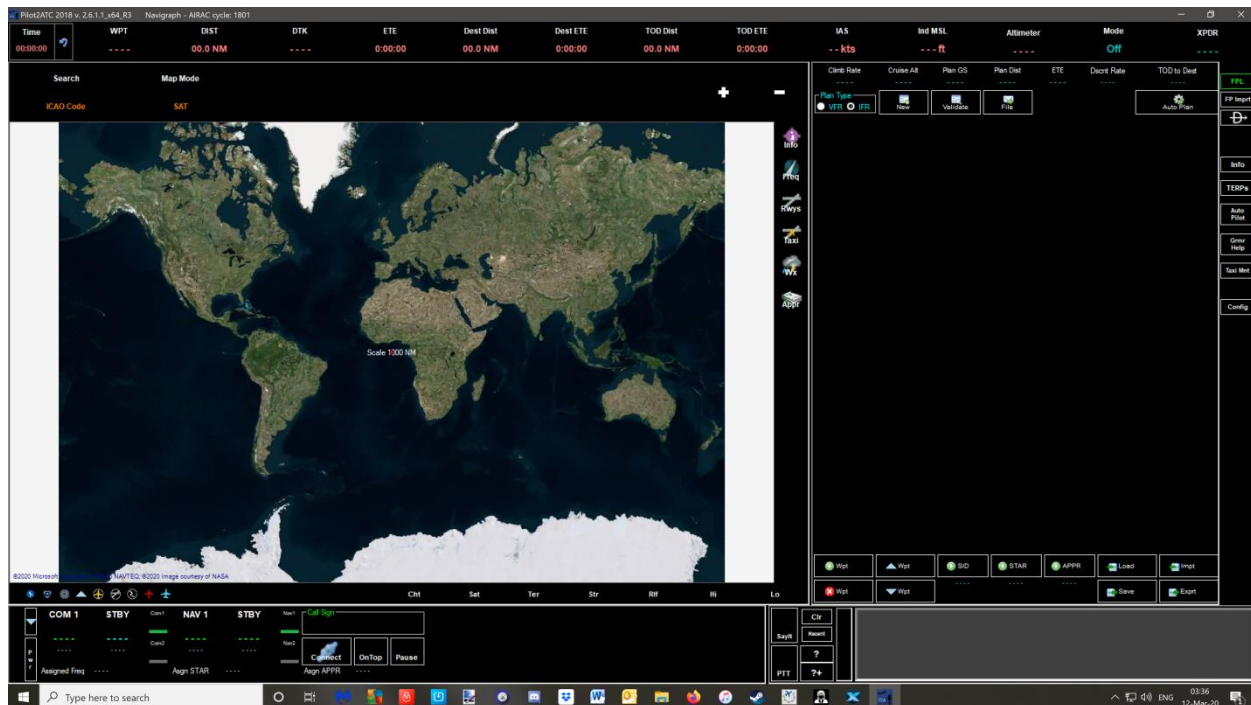 Pilot2ATC 2018 v. 2.6.1.1_x64_R3 Navigraph - AIRAC cycle: 1801
Time WPT DIST DTK ETE Dest Dist Dest ETE TOD Dist TOD ETE IAS Ind MSL Altimeter Mode XPDR
00:00:00 ---- 00.0 NM ---- 0:00:00 00.0 NM 0:00:00 00.0 NM 0:00:00 -- kts ---ft ---- Off ----
Search Map Mode
ICAO Code SAT
+ -
Climb Rate Cruise Alt Plan GS Plan Dist ETE Dscnt Rate TOD to Dest
---- ---- ---- ---- ---- ---- ----
Plan Type
VFR IFR New Validate File Auto Plan
FPL
FP Imprt
D
Info
TERPs
Auto
Pilot
Grmr
Help
Taxi Mnt
Config
Info
Freq
Rwys
Taxi
Wx
Appr
Scale 1000 NM
©2020 Image courtesy of NASA
Cht Sat Ter Str Rlf Hi Lo
Wpt Wpt SID STAR APPR Load Impt
---- ---- ----
Wpt Wpt Save Exprt
COM 1 STBY Com1 NAV 1 STBY Nav1 Call Sign
---- ---- ---- ----
---- ---- Com2 ---- ---- Nav2
Connect OnTop Pause
P
w
r
Assigned Freq ---- Asgn STAR ---- Asgn APPR ----
SayIt
PTT
Clr
Recent
?
?+
Type here to search
ENG
03:36
12-Mar-20